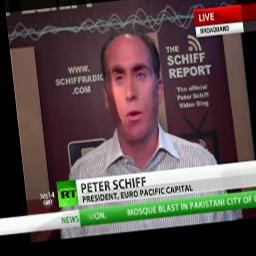 LIVE
BROADBAND
WWW.
SCHIFFRADIO
.COM
THE
SCHIFF
REPORT
The official
Peter Schiff
Video Blog
RT
PETER SCHIFF
PRESIDENT, EURO PACIFIC CAPITAL
GMT
NEWS
MOSQUE BLAST IN PAKISTANI CITY OF